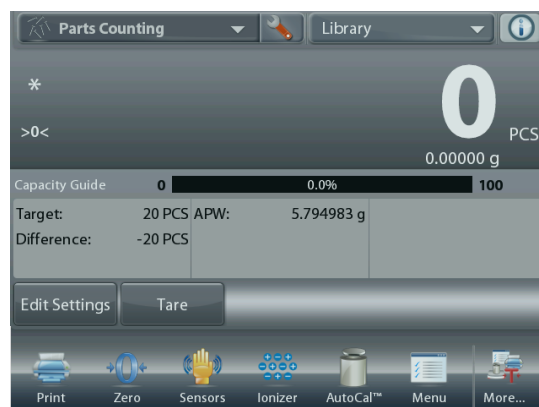 Parts Counting Library
*
>0<
0 PCS
0.00000 g
Capacity Guide 0 0.0% 100
Target: 20 PCS APW: 5.794983 g
Difference: -20 PCS
Edit Settings Tare
Print Zero Sensors Ionizer AutoCal™ Menu More...